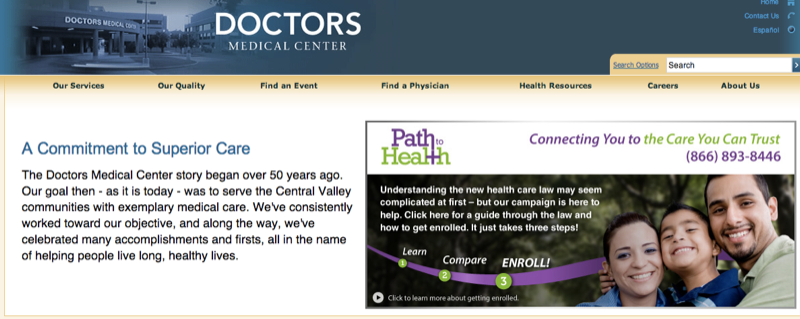 DOCTORS MEDICAL CENTER
DOCTORS
MEDICAL CENTER
Home
Contact Us
Español
Search Options
Search
Our Services
Our Quality
Find an Event
Find a Physician
Health Resources
Careers
About Us
A Commitment to Superior Care
The Doctors Medical Center story began over 50 years ago.
Our goal then - as it is today - was to serve the Central Valley
communities with exemplary medical care. We've consistently
worked toward our objective, and along the way, we've
celebrated many accomplishments and firsts, all in the name
of helping people live long, healthy lives.
Path to
Health
Connecting You to the Care You Can Trust
(866) 893-8446
Understanding the new health care law may seem
complicated at first – but our campaign is here to
help. Click here for a guide through the law and
how to get enrolled. It just takes three steps!
Learn
1
Compare
2
ENROLL!
3
Click to learn more about getting enrolled.